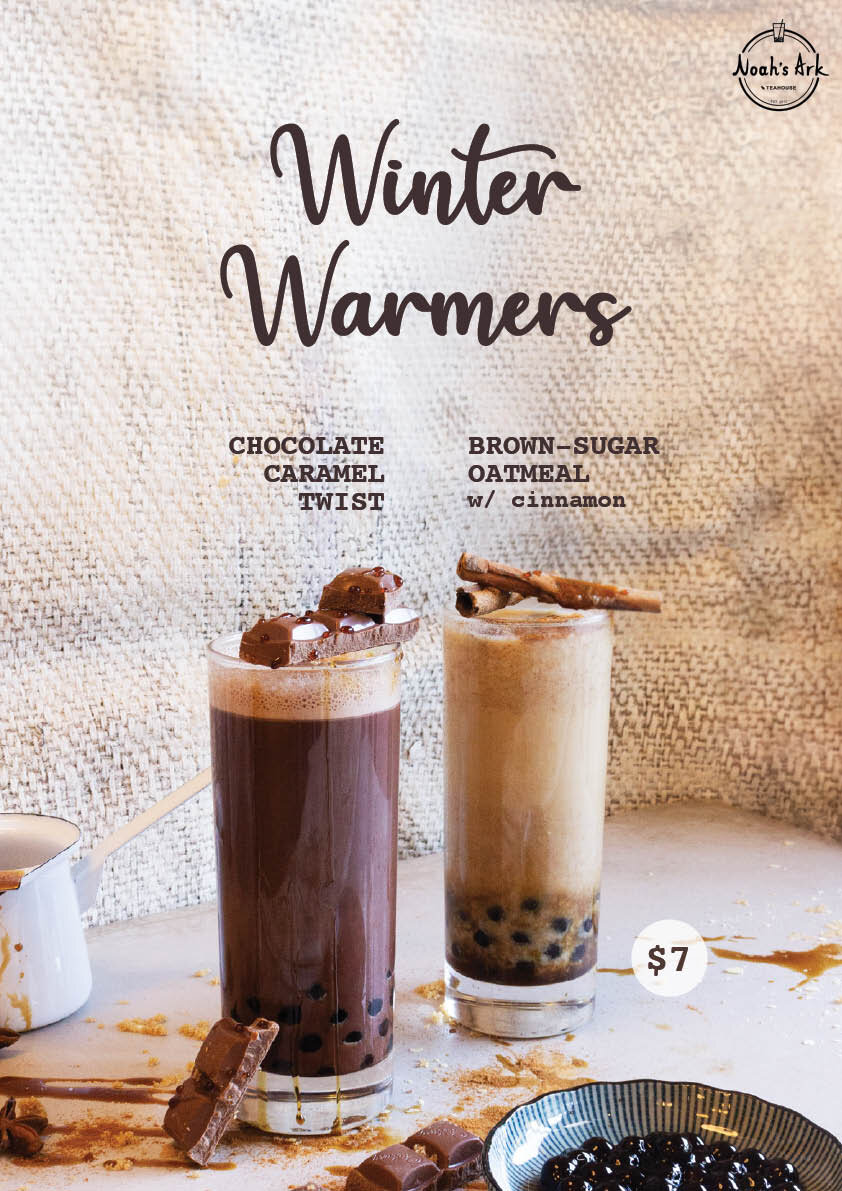 Noah's Ark
TEAHOUSE
Winter
Warmers
CHOCOLATE
CARAMEL
TWIST
BROWN-SUGAR
OATMEAL
w/ cinnamon
$7